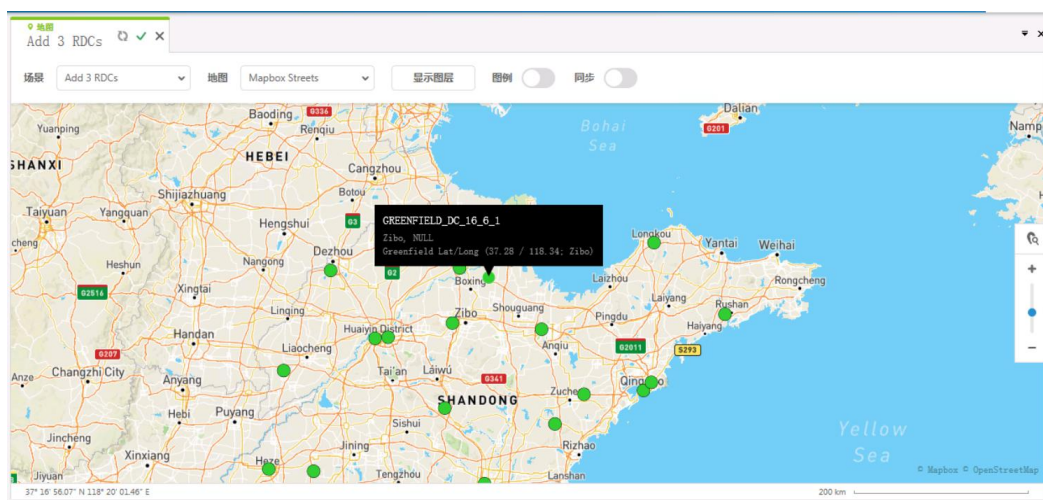 地图
Add 3 RDCs
场景 Add 3 RDCs 地图 Mapbox Streets 显示图层 图例 同步
Dalian
Baoding G336
Yuanping Renqiu Bohai G201 Namp
Sea
SHANXI HEBEI Cangzhou
Shijiazhuang Botou
Taiyuan Yangquan Hengshui G3 GREENFIELD_DC_16_6_1
Zibo, NULL
Greenfield Lat/Long (37.28 / 118.34; Zibo)
Longkou Yantai Weihai
cheng Dezhou
Heshun Nangong G2 Boxing Laizhou Rongcheng
G2516 Xingtai
Linqing Zibo Shouguang Laiyang Rushan
Pingdu
Handan Huaiyin District Haiyang
G207 Liaocheng Anqiu G2011 S293
Anze Changzhi City Anyang Tai'an Laiwu G341 Qingdao
Zucheng
SHANDONG
Hebi Puyang Sishui
Jincheng Jining Rizhao Yellow
Xinxiang Sea
Jiyuan Heze Tengzhou Lanshan © Mapbox © OpenStreetMap
37° 16' 56.07" N 118° 20' 01.46" E 200 km